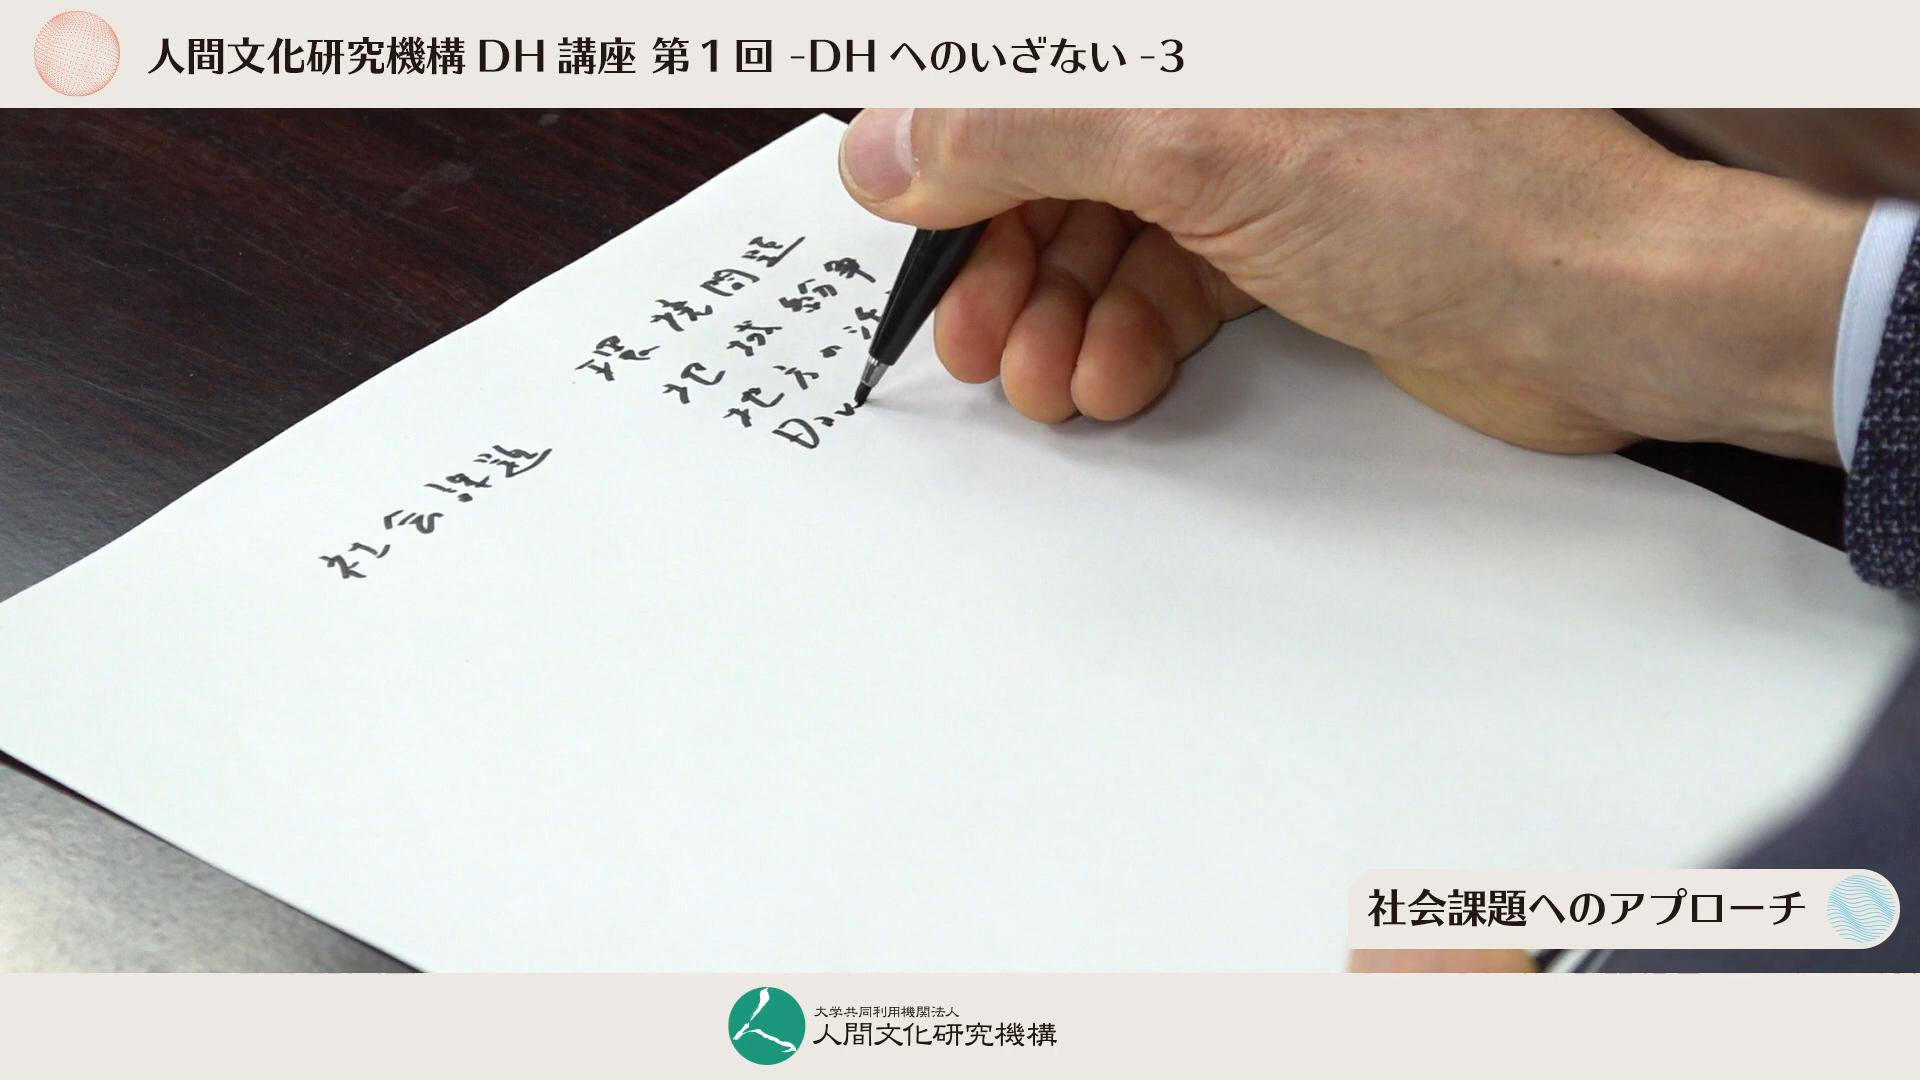 人間文化研究機構 DH 講座 第1回 -DH へのいざない -3
環境問題
地域紛争
地方の
社会課題
社会課題へのアプローチ
大学共同利用機関法人
人間文化研究機構